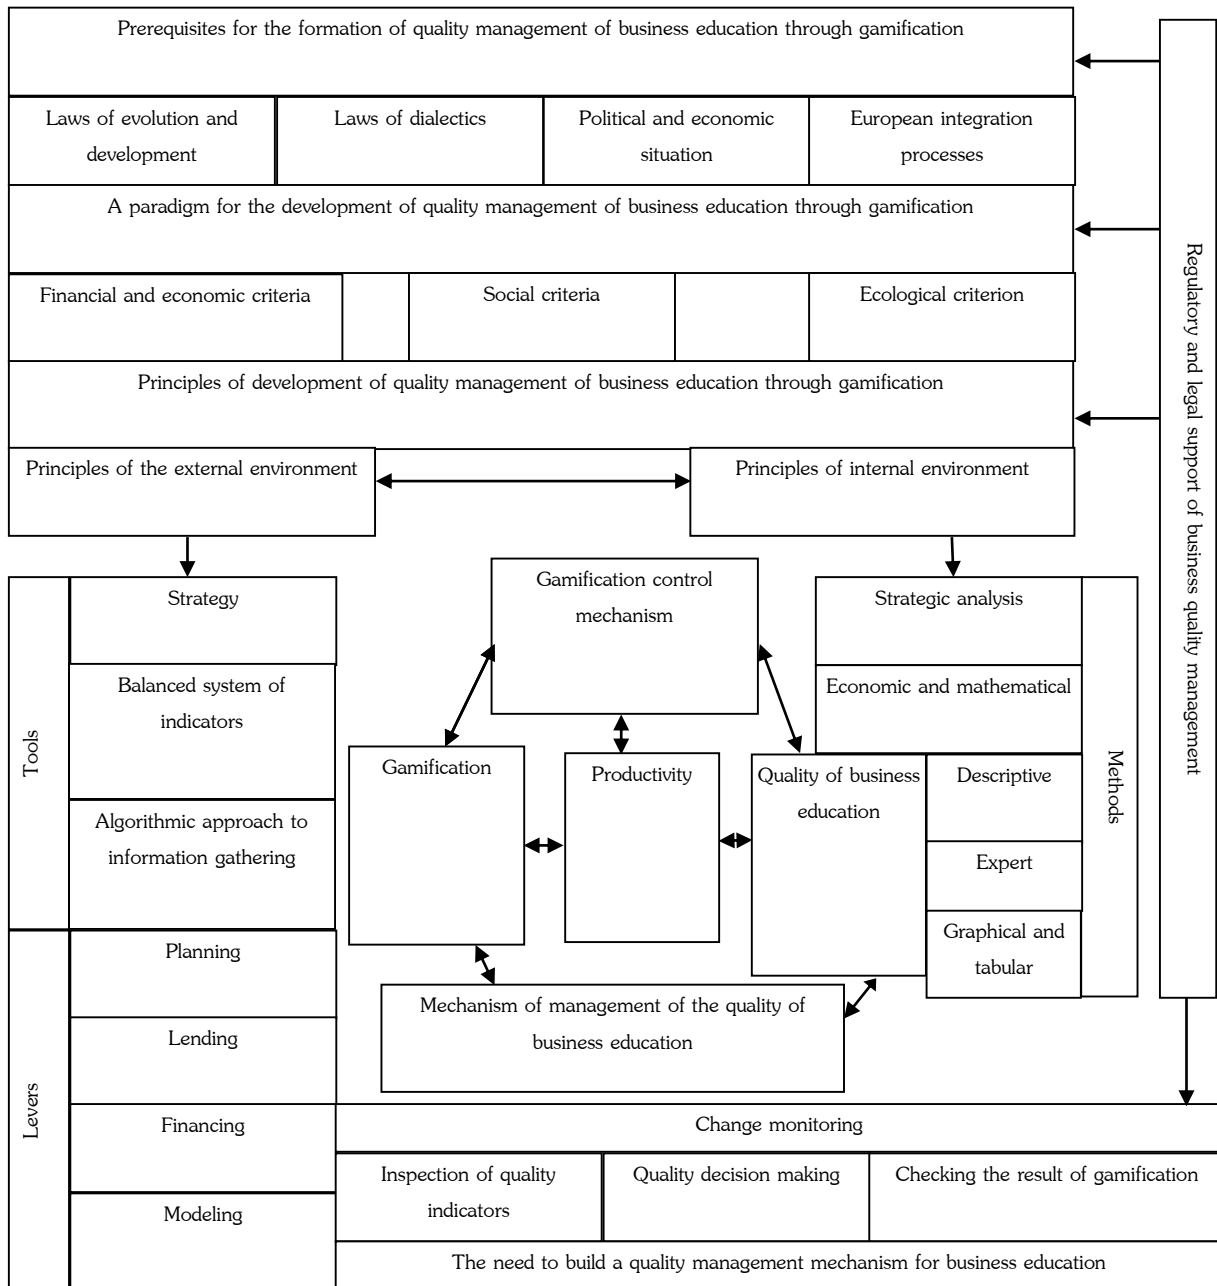 Prerequisites for the formation of quality management of business education through gamification
Laws of evolution and
development
Laws of dialectics
Political and economic
situation
European integration
processes
A paradigm for the development of quality management of business education through gamification
Financial and economic criteria
Social criteria
Ecological criterion
Principles of development of quality management of business education through gamification
Principles of the external environment
Principles of internal environment
Regulatory and legal support of business quality management
Tools
Strategy
Balanced system of
indicators
Algorithmic approach to
information gathering
Gamification control
mechanism
Gamification
Productivity
Quality of business
education
Mechanism of management of the quality of
business education
Strategic analysis
Economic and mathematical
Descriptive
Expert
Graphical and
tabular
Methods
Levers
Planning
Lending
Financing
Modeling
Change monitoring
Inspection of quality
indicators
Quality decision making
Checking the result of gamification
The need to build a quality management mechanism for business education